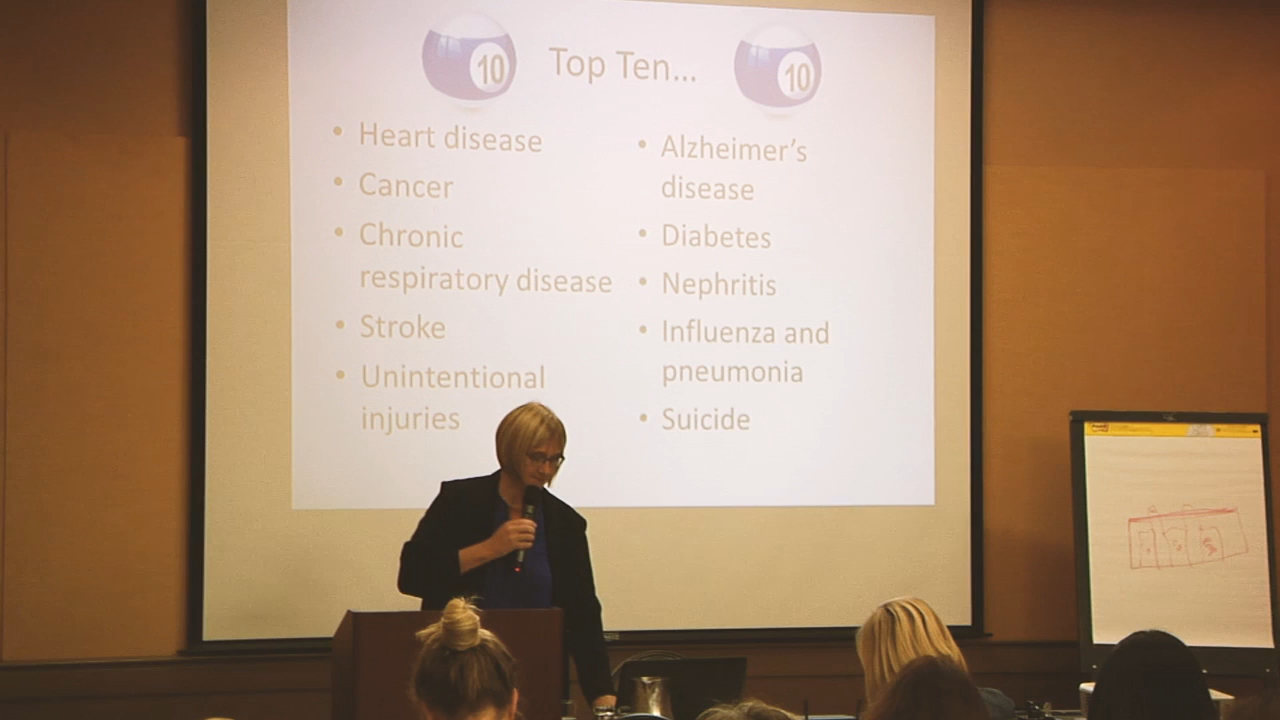 10
Top Ten...
10
• Heart disease
• Cancer
• Chronic
respiratory disease
• Stroke
• Unintentional
injuries
• Alzheimer’s
disease
• Diabetes
• Nephritis
• Influenza and
pneumonia
• Suicide